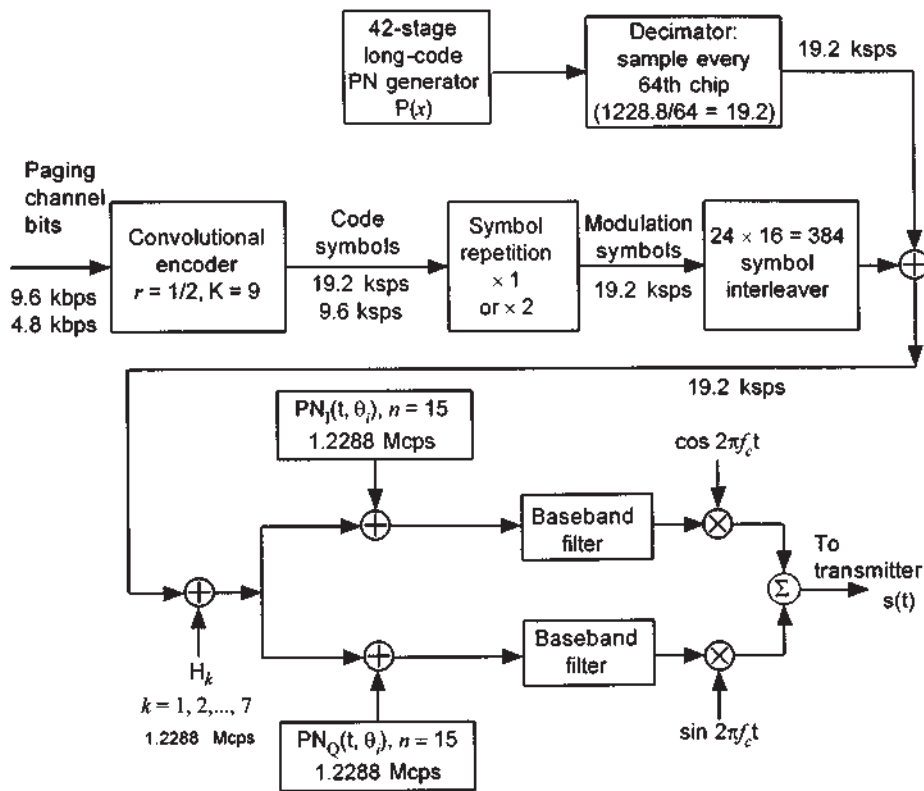 42-stage
long-code
PN generator
P(x)
Decimator:
sample every
64th chip
(1228.8/64 = 19.2)
19.2 ksps
Paging
channel
bits
9.6 kbps
4.8 kbps
Convolutional
encoder
r = 1/2, K = 9
Code
symbols
19.2 ksps
9.6 ksps
Symbol
repetition
× 1
or × 2
Modulation
symbols
19.2 ksps
24 × 16 = 384
symbol
interleaver
19.2 ksps
PN_I(t, θ_i), n = 15
1.2288 Mcps
cos 2πf_ct
Baseband
filter
To
transmitter
s(t)
Σ
Baseband
filter
H_k
k = 1, 2,..., 7
1.2288 Mcps
PN_Q(t, θ_i), n = 15
1.2288 Mcps
sin 2πf_ct